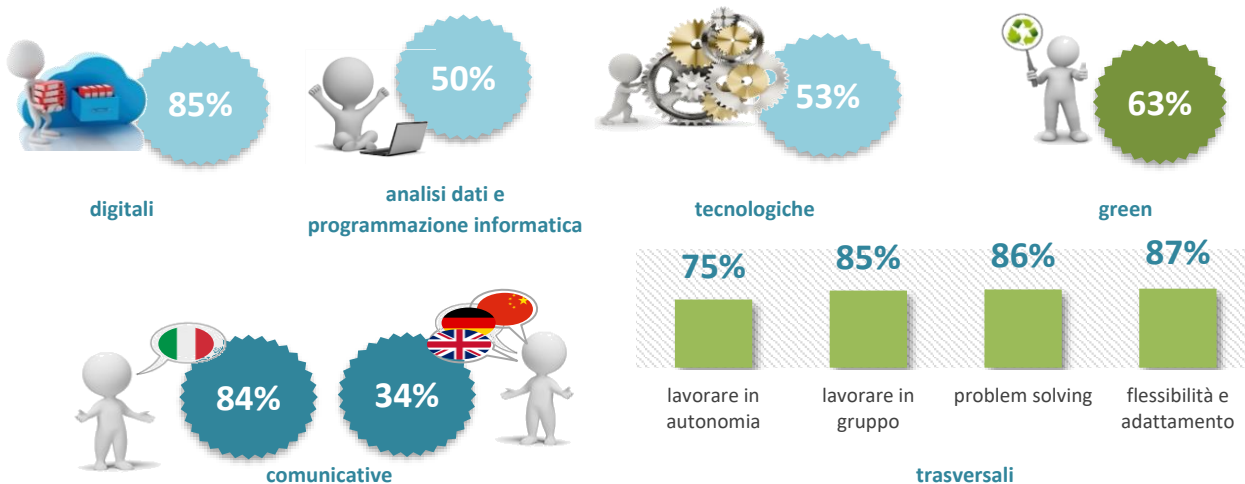 85%
50%
53%
63%
digitali
analisi dati e
programmazione informatica
tecnologiche
green
84%
34%
comunicative
75%
85%
86%
87%
lavorare in
autonomia
lavorare in
gruppo
problem solving
flessibilità e
adattamento
trasversali